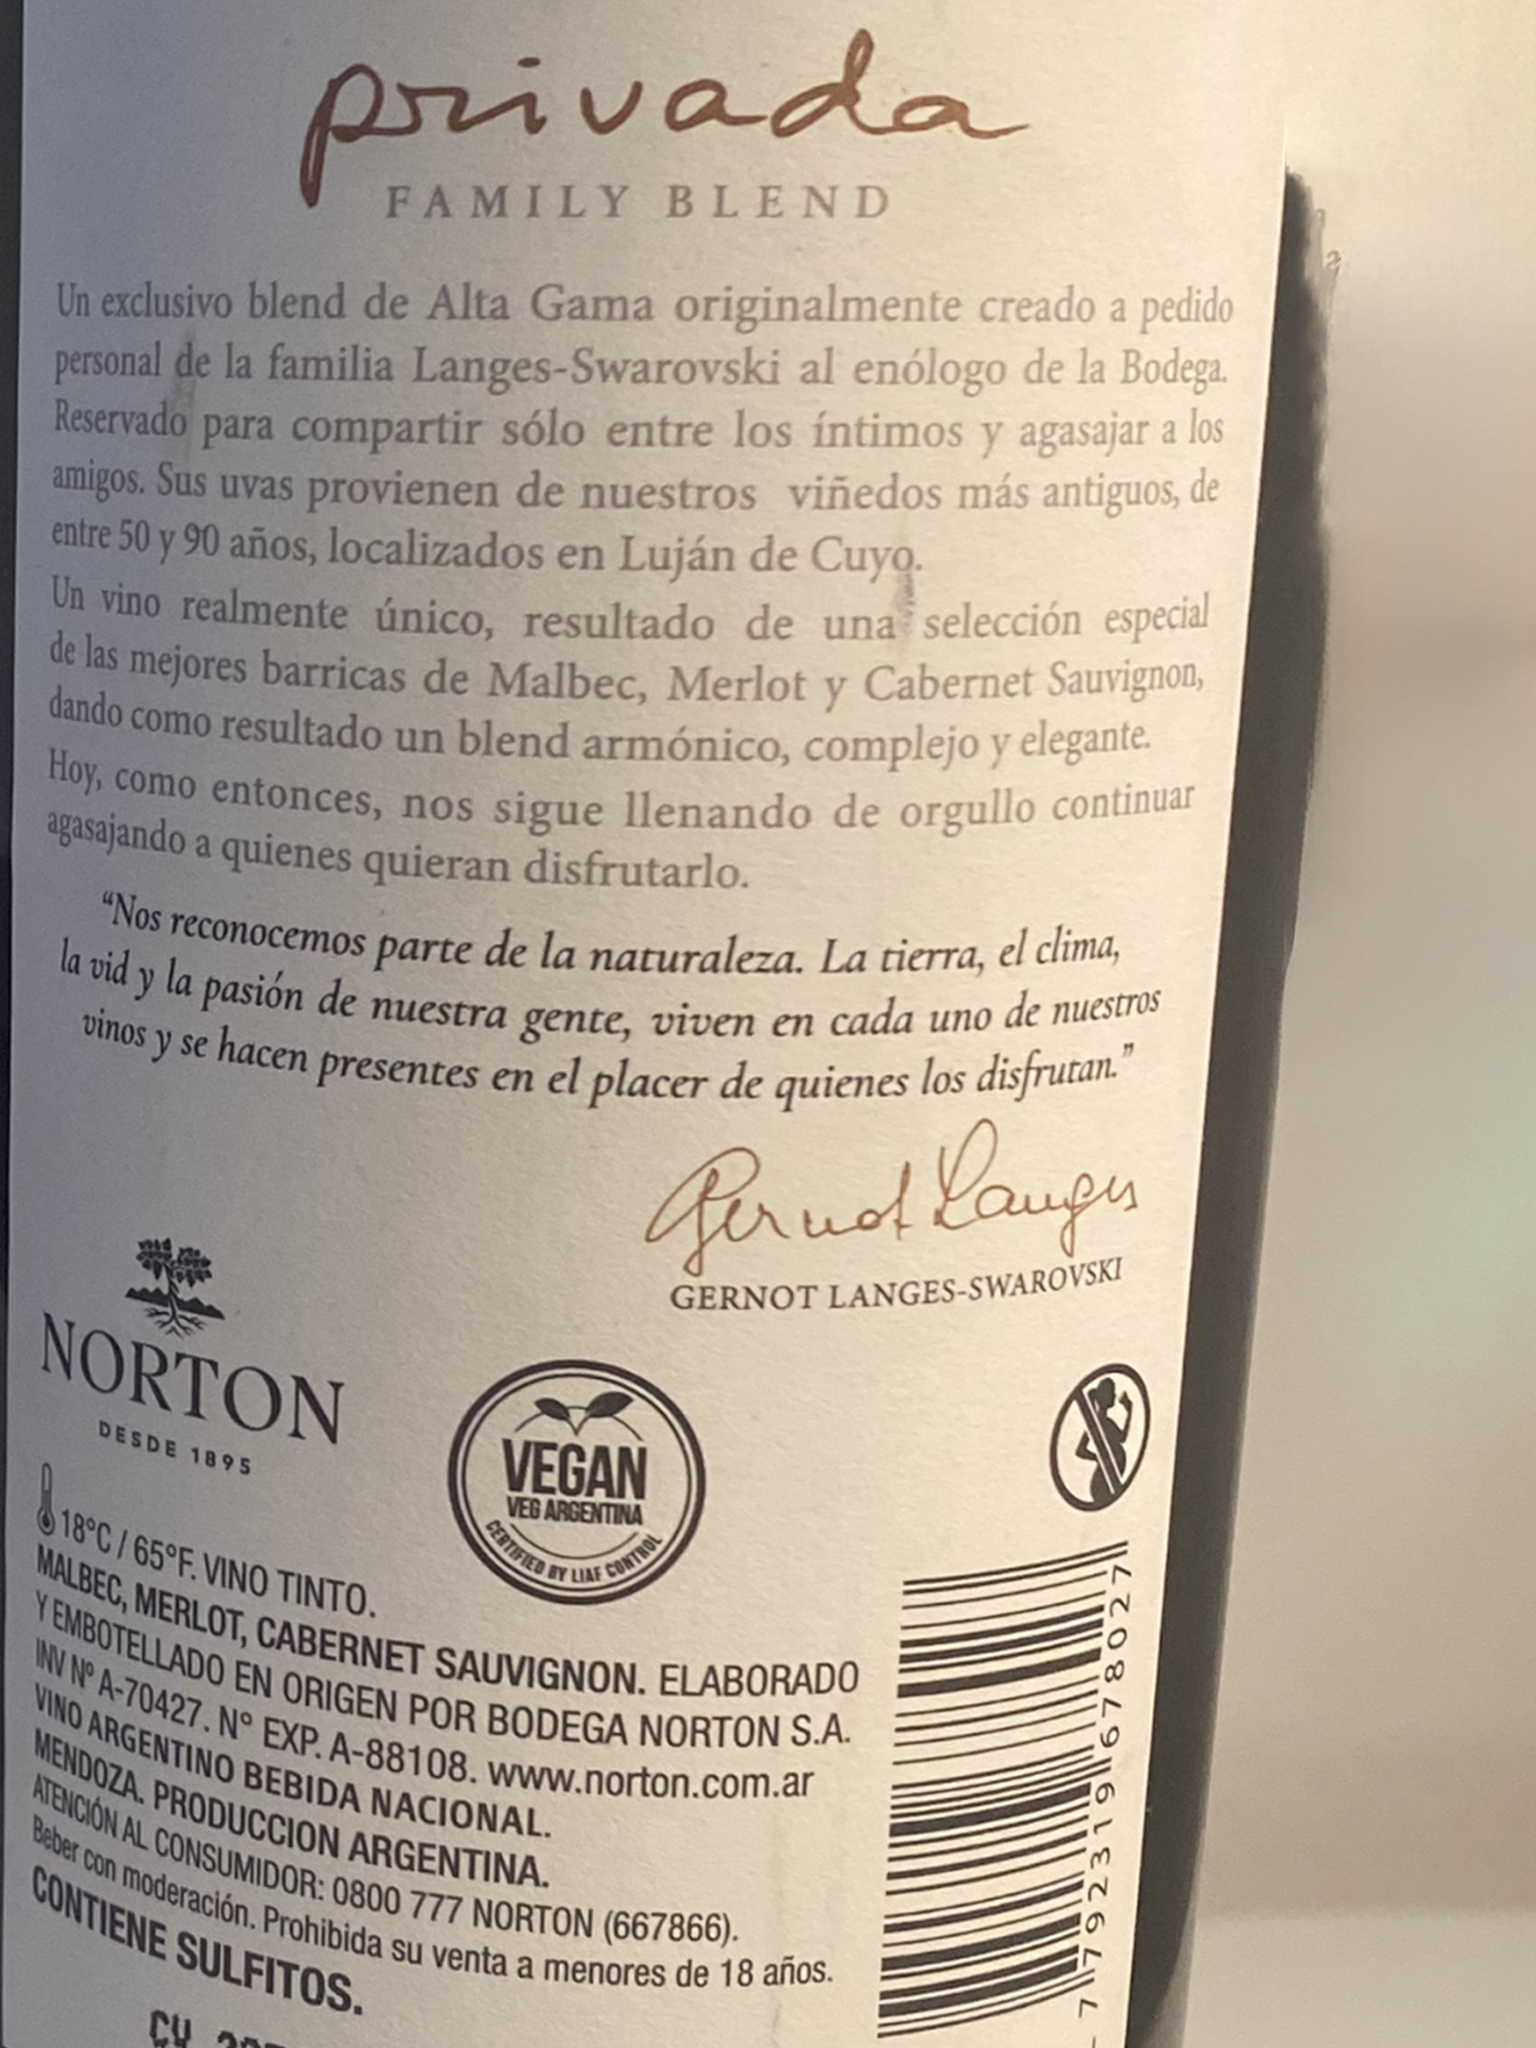 privada
FAMILY BLEND
Un exclusivo blend de Alta Gama originalmente creado a pedido
personal de la familia Langes-Swarovski al enólogo de la Bodega.
Reservado para compartir sólo entre los íntimos y agasajar a los
amigos. Sus uvas provienen de nuestros viñedos más antiguos, de
entre 50 y 90 años, localizados en Luján de Cuyo.
Un vino realmente único, resultado de una selección especial
de las mejores barricas de Malbec, Merlot y Cabernet Sauvignon,
dando como resultado un blend armónico, complejo y elegante.
Hoy, como entonces, nos sigue llenando de orgullo continuar
agasajando a quienes quieran disfrutarlo.
“Nos reconocemos parte de la naturaleza. La tierra, el clima,
la vid y la pasión de nuestra gente, viven en cada uno de nuestros
vinos y se hacen presentes en el placer de quienes los disfrutan.”
Gernot Langes
GERNOT LANGES-SWAROVSKI
NORTON
DESDE 1895
VEGAN
VEG ARGENTINA
CERTIFIED BY LIAF CONTROL
18°C / 65°F. VINO TINTO.
MALBEC, MERLOT, CABERNET SAUVIGNON. ELABORADO
Y EMBOTELLADO EN ORIGEN POR BODEGA NORTON S.A.
INV Nº A-70427. N° EXP. A-88108. www.norton.com.ar
VINO ARGENTINO BEBIDA NACIONAL.
MENDOZA. PRODUCCION ARGENTINA.
ATENCIÓN AL CONSUMIDOR: 0800 777 NORTON (667866).
Beber con moderación. Prohibida su venta a menores de 18 años.
CONTIENE SULFITOS.
7 792319 678027